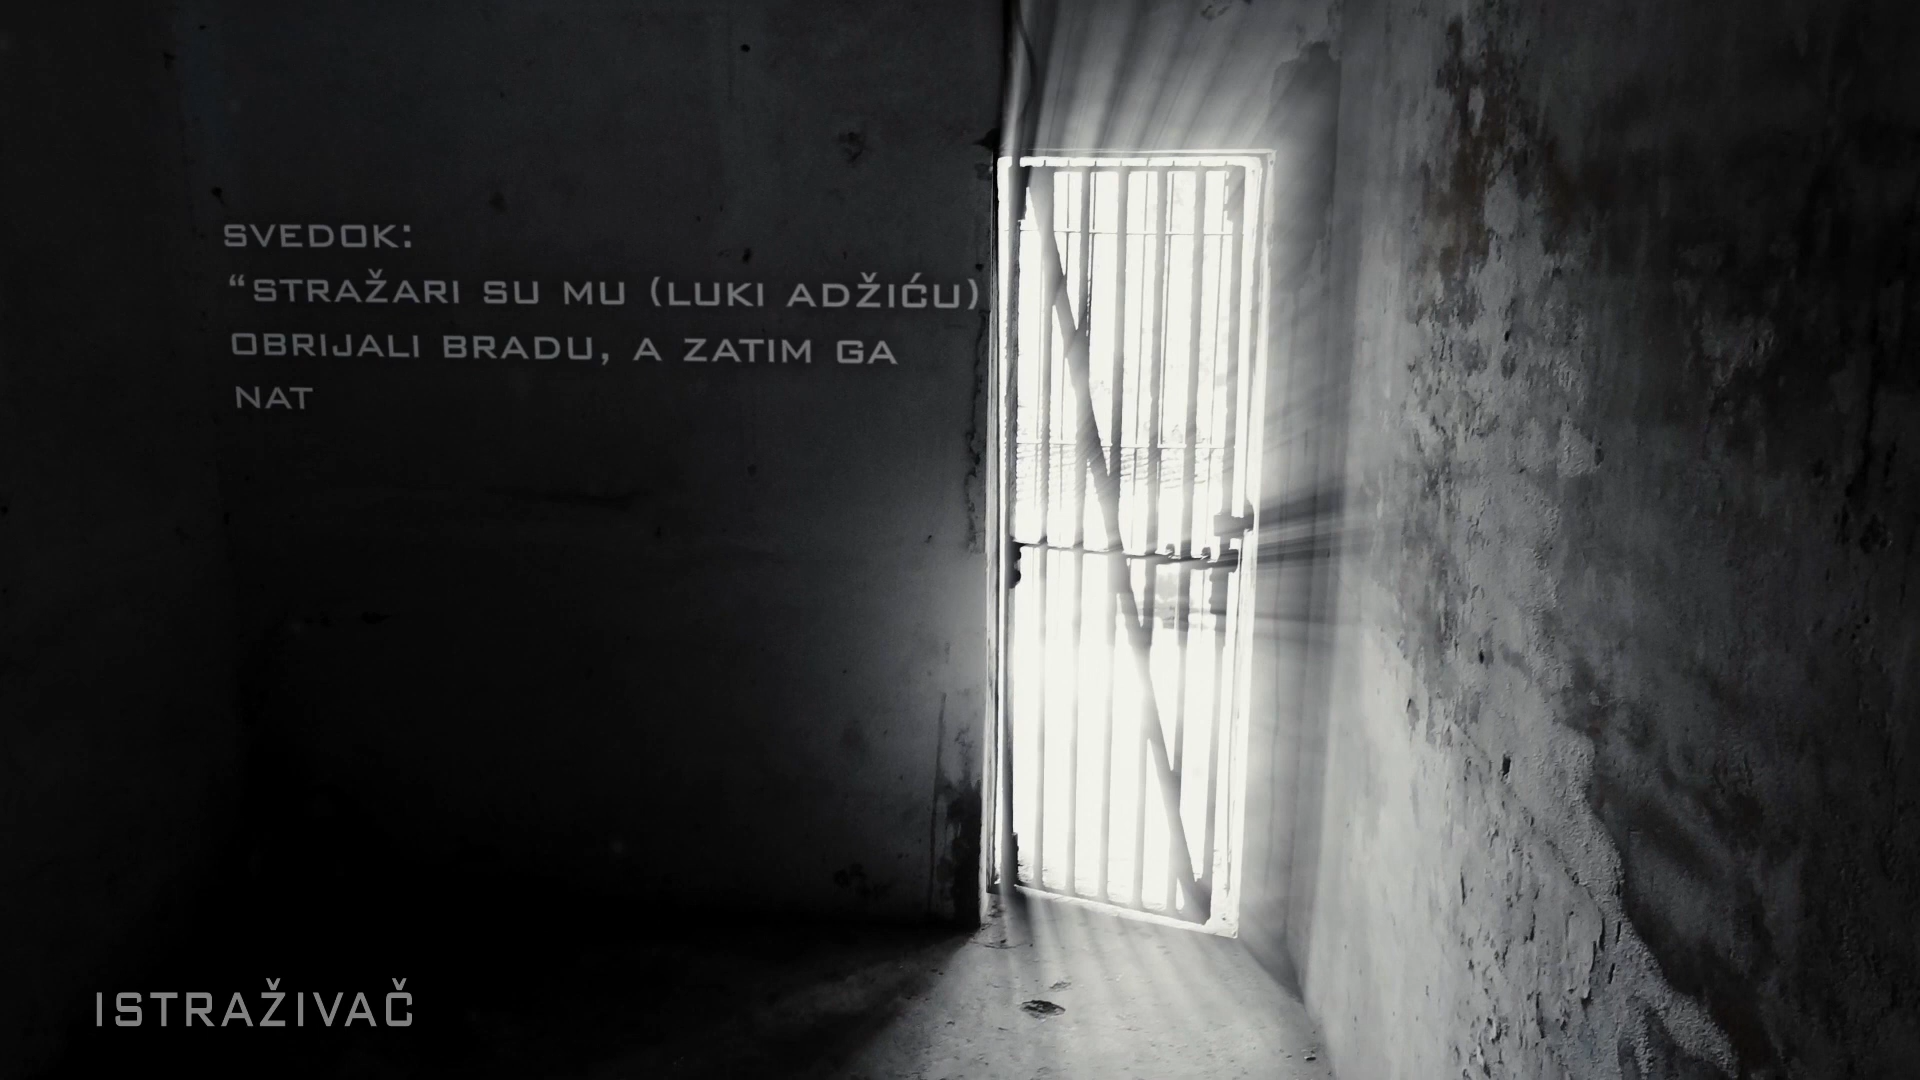 SVEDOK:
“STRAŽARI SU MU (LUKI ADŽIĆU)
OBRIJALI BRADU, A ZATIM GA
NAT
ISTRAŽIVAČ